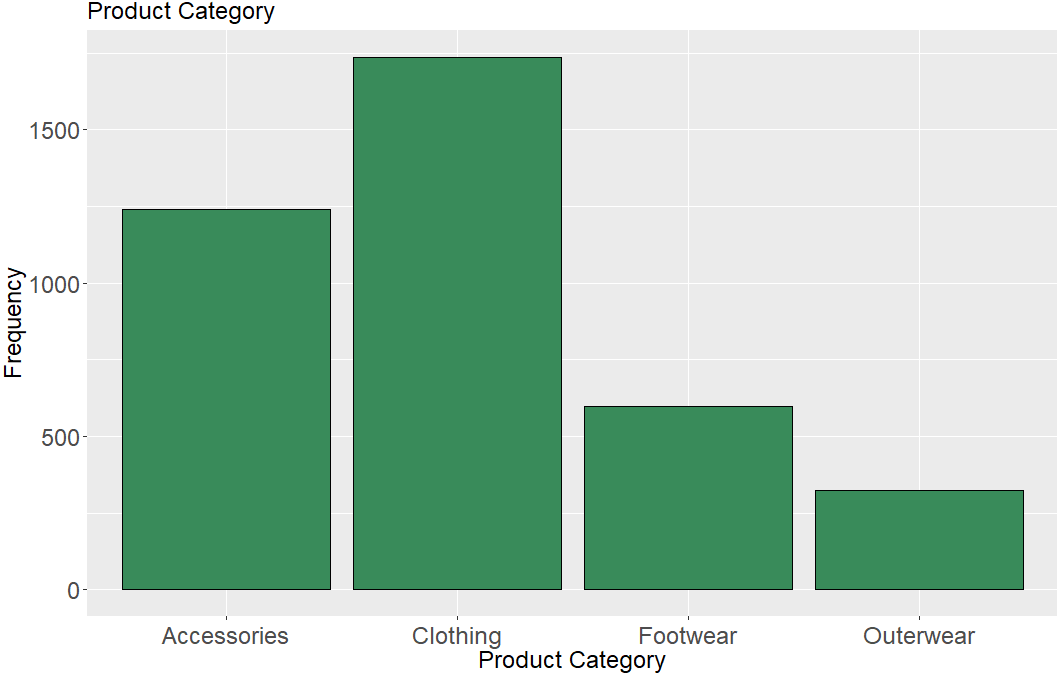 Product Category
Frequency
1500
1000
500
0
Accessories Clothing Footwear Outerwear
Product Category